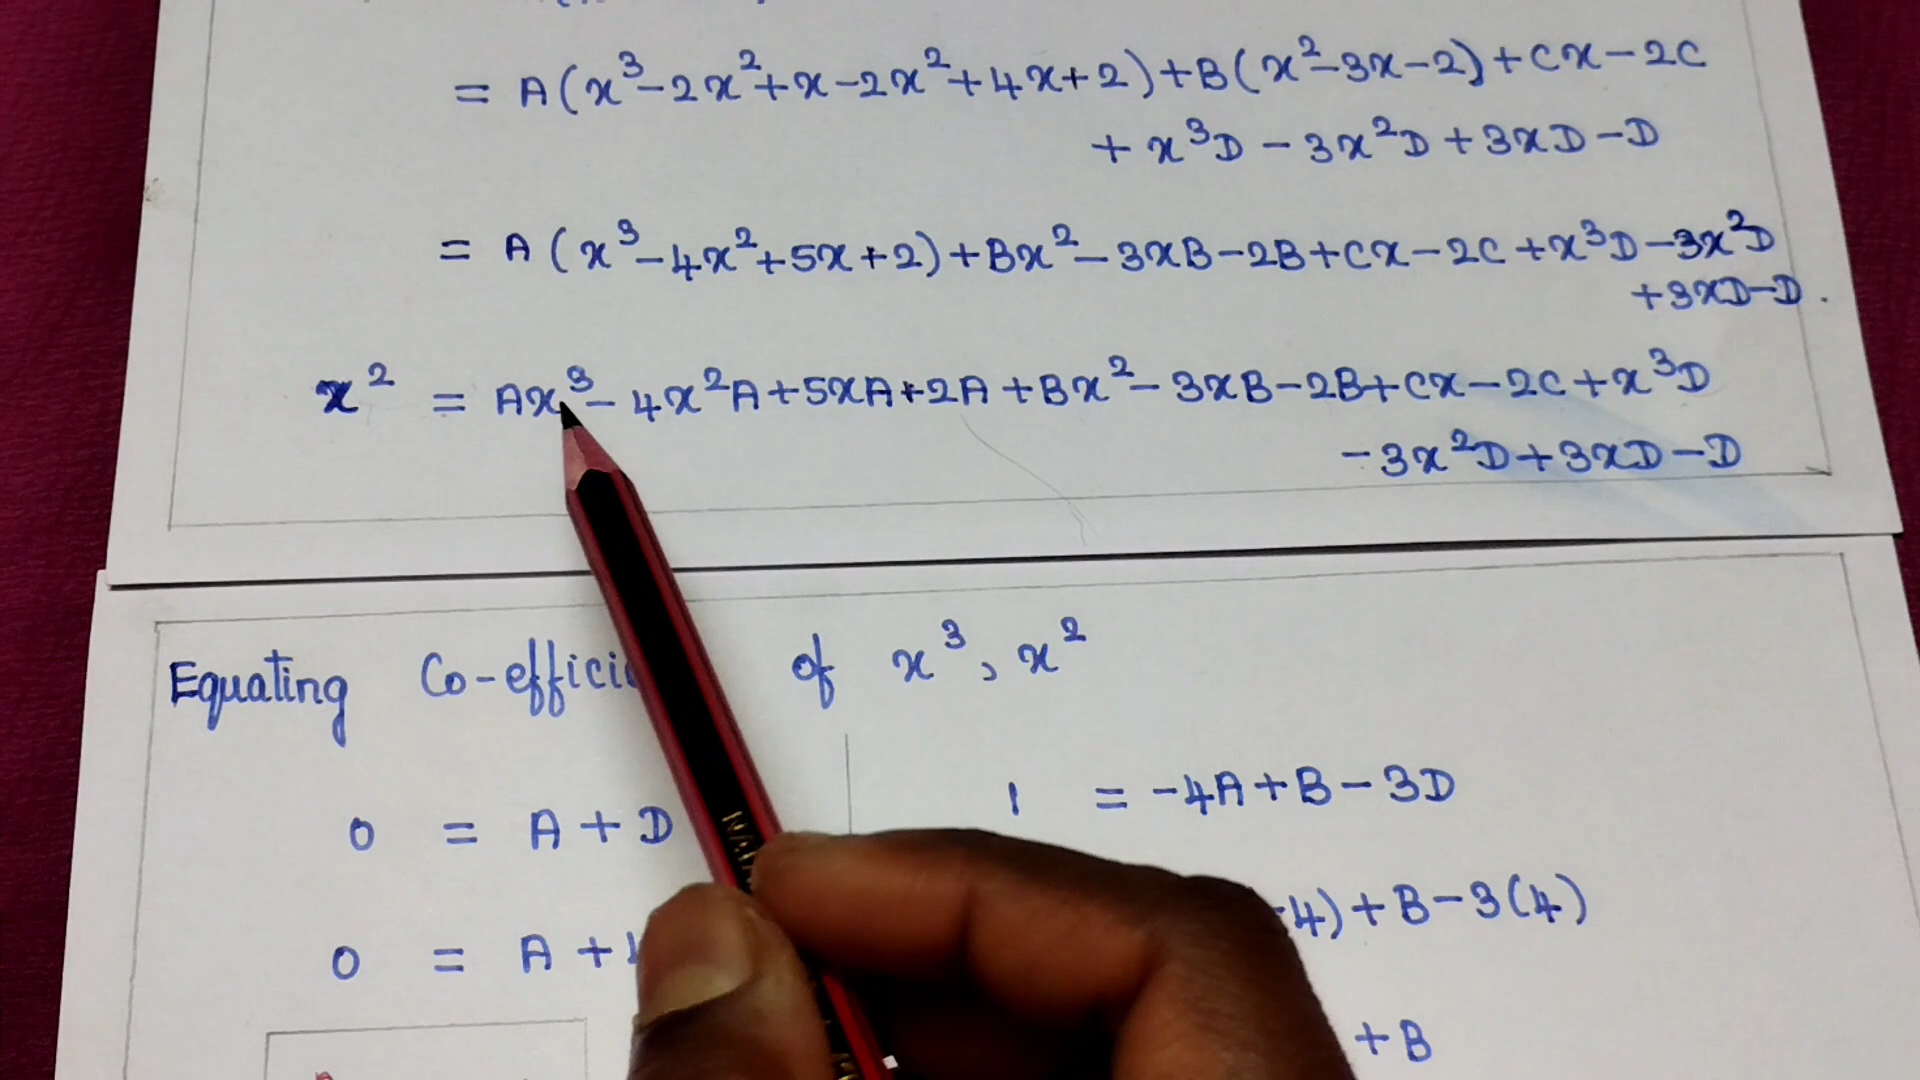 = A(x³-2x²+x-2x²+4x+2)+B(x²-3x-2)+Cx-2C
+x³D-3x²D+3xD-D
= A(x³-4x²+5x+2)+Bx²-3xB-2B+Cx-2C+x³D-3x²D
+3xD-D.
x² = Ax³-4x²A+5xA+2A+Bx²-3xB-2B+Cx-2C+x³D
-3x²D+3xD-D
Equating of x³, x²
0 = A+D
1 = -4A+B-3D
0 = A+
4)+B-3(4)
+B